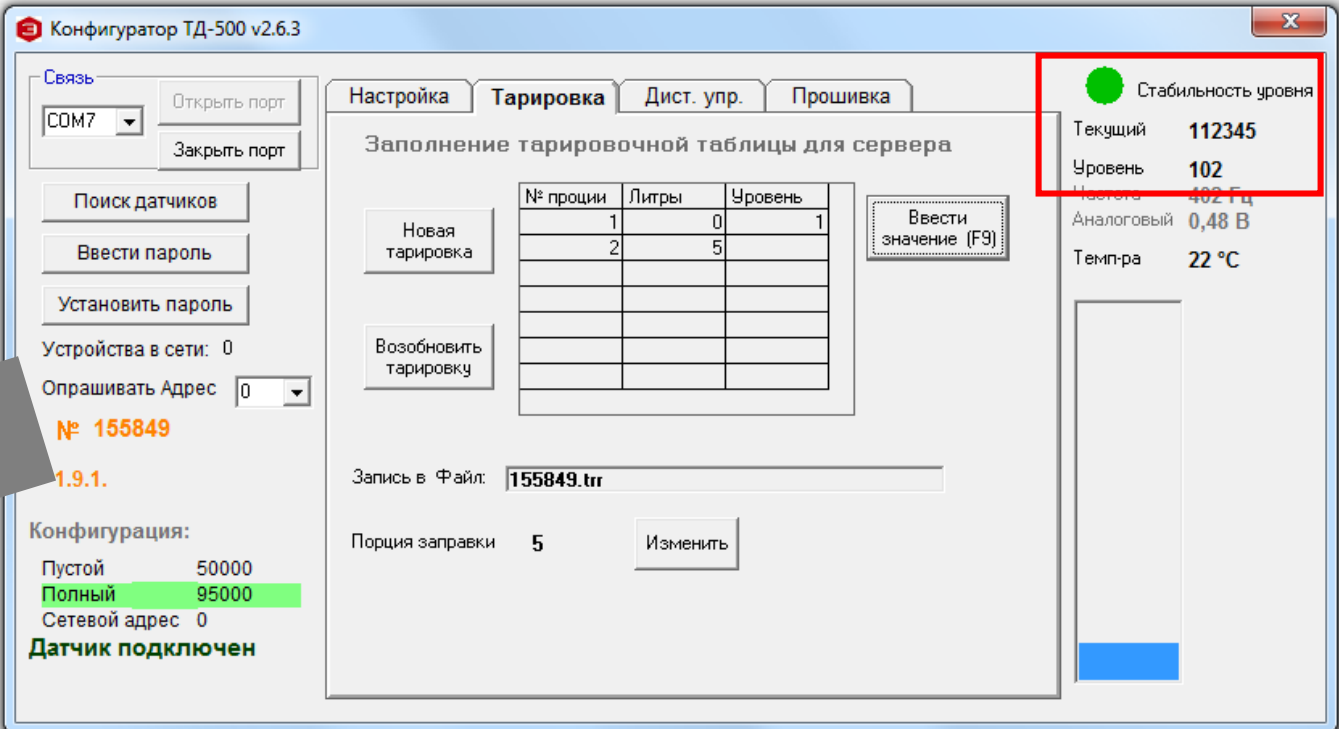 Конфигуратор ТД-500 v2.6.3
Связь
COM7
Открыть порт
Закрыть порт
Поиск датчиков
Ввести пароль
Установить пароль
Устройства в сети: 0
Опрашивать Адрес 0
№ 155849
1.9.1.
Конфигурация:
Пустой 50000
Полный 95000
Сетевой адрес 0
Датчик подключен
Настройка Тарировка Дист. упр. Прошивка
Заполнение тарировочной таблицы для сервера
Новая
тарировка
Возобновить
тарировку
№ проции Литры Уровень
1 0 1
2 5
Ввести
значение (F9)
Запись в Файл: 155849.trr
Порция заправки 5 Изменить
Стабильность уровня
Текущий 112345
Уровень 102
Частота 402 Гц
Аналоговый 0,48 В
Темп-ра 22 °C